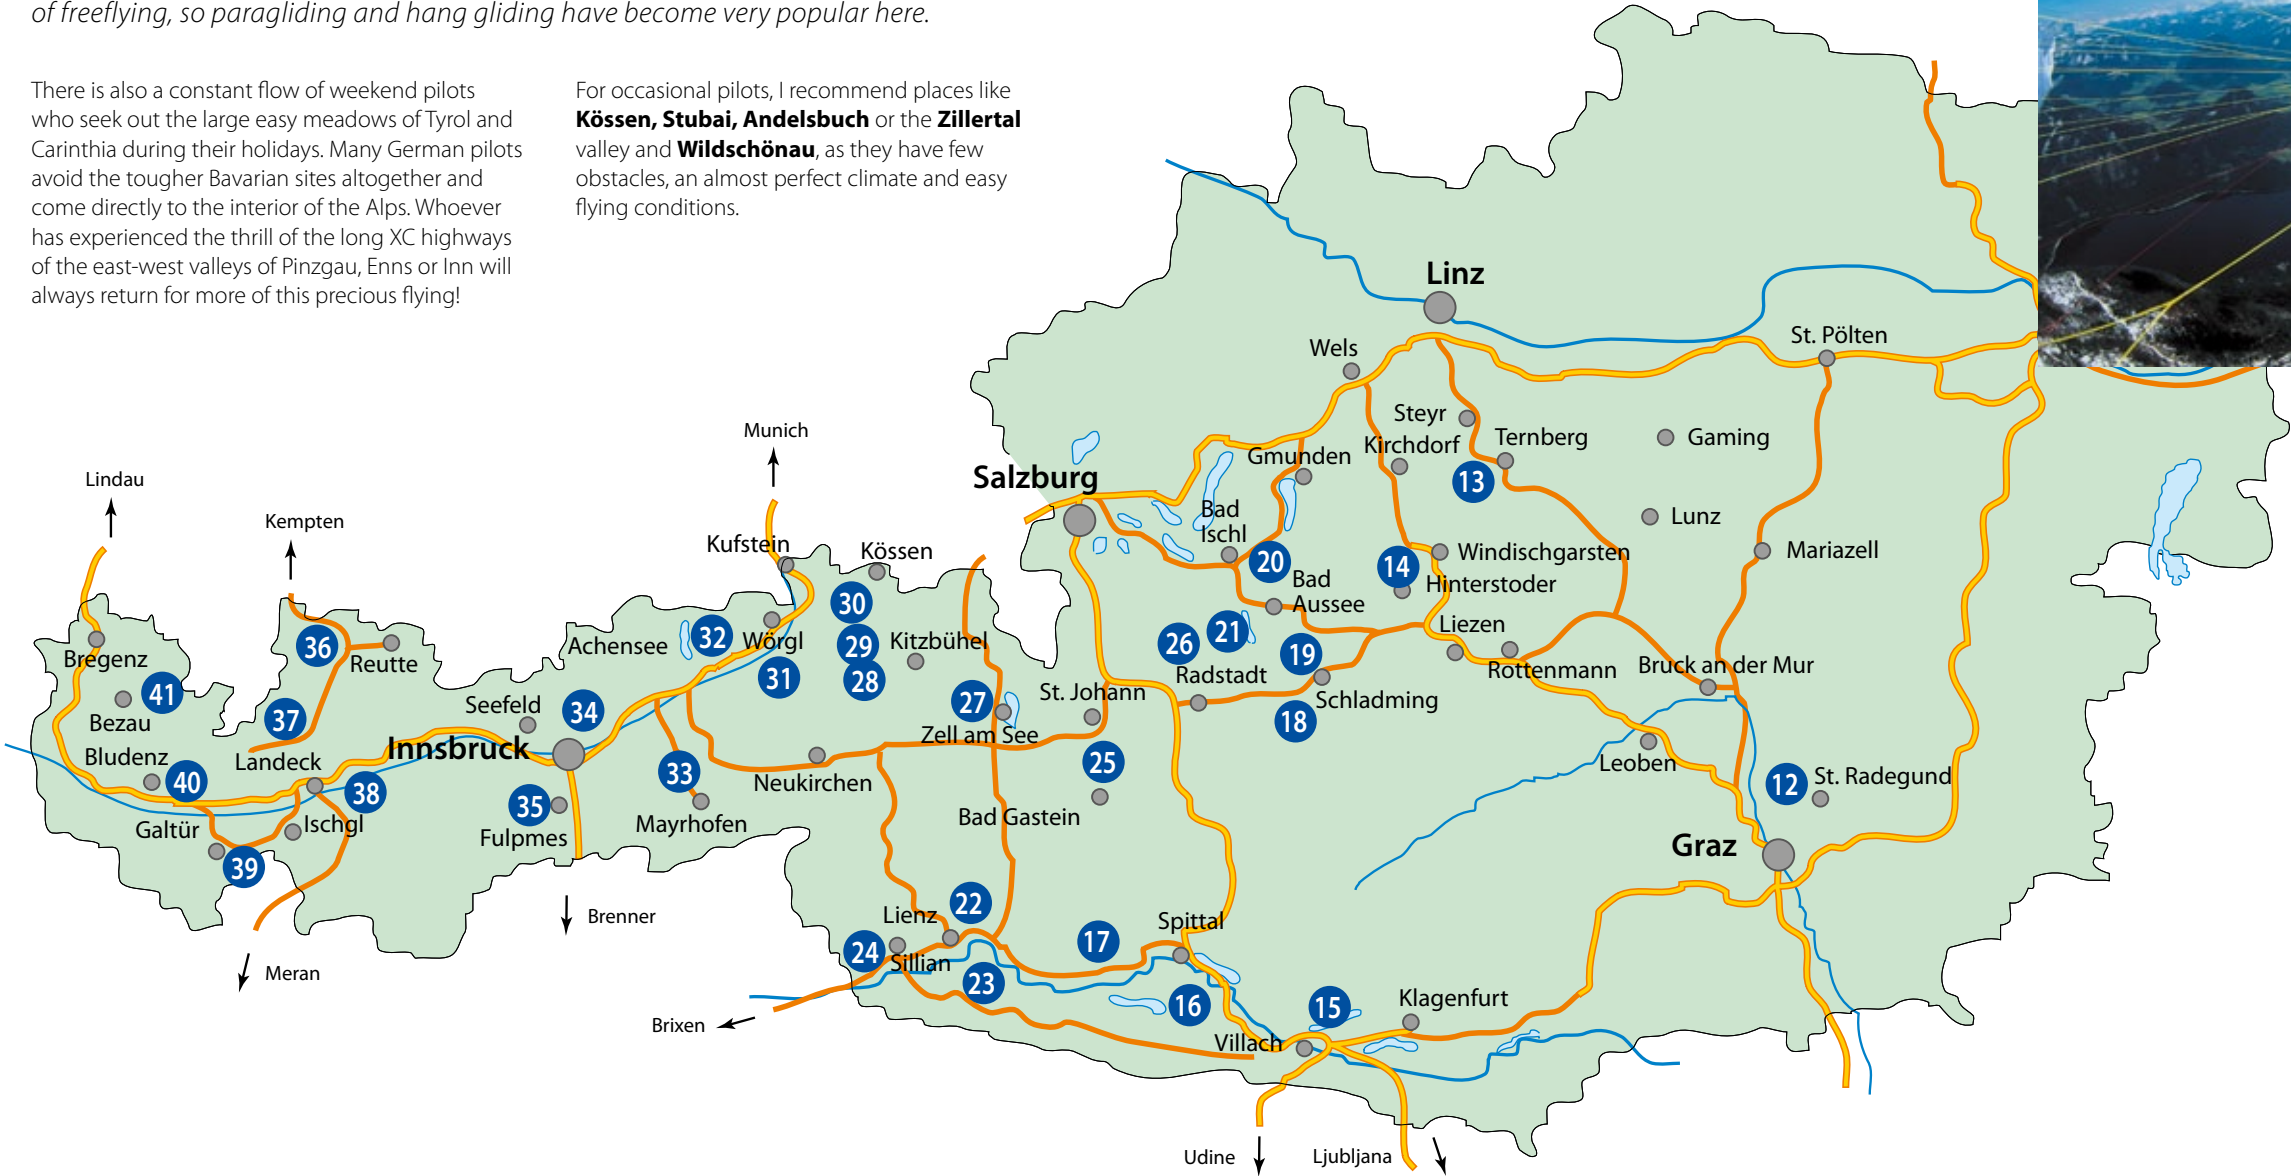 of freeflying, so paragliding and hang gliding have become very popular here.
There is also a constant flow of weekend pilots
who seek out the large easy meadows of Tyrol and
Carinthia during their holidays. Many German pilots
avoid the tougher Bavarian sites altogether and
come directly to the interior of the Alps. Whoever
has experienced the thrill of the long XC highways
of the east-west valleys of Pinzgau, Enns or Inn will
always return for more of this precious flying!
For occasional pilots, I recommend places like
Kössen, Stubai, Andelsbuch or the Zillertal
valley and Wildschönau, as they have few
obstacles, an almost perfect climate and easy
flying conditions.
Linz
St. Pölten
Wels
Steyr
Kirchdorf
Ternberg
Gaming
Gmunden
13
Munich
Lindau
Salzburg
Kempten
Bad
Ischl
Lunz
Kufstein
Kössen
20
14
Windischgarsten
Mariazell
Hinterstoder
Bad
Aussee
30
Achensee
32
Wörgl
29
Kitzbühel
26
21
Liezen
36
Reutte
Bregenz
28
31
19
Radstadt
Rottenmann
Bruck an der Mur
41
Bezau
37
Seefeld
34
27
St. Johann
Schladming
18
Zell am See
Innsbruck
Bludenz
Landeck
40
38
33
Neukirchen
25
Leoben
12
St. Radegund
35
Galtür
Ischgl
Fulpmes
Mayrhofen
Bad Gastein
39
Graz
Brenner
22
Lienz
Spittal
17
24
Sillian
Meran
23
16
15
Klagenfurt
Brixen
Villach
Udine
Ljubljana